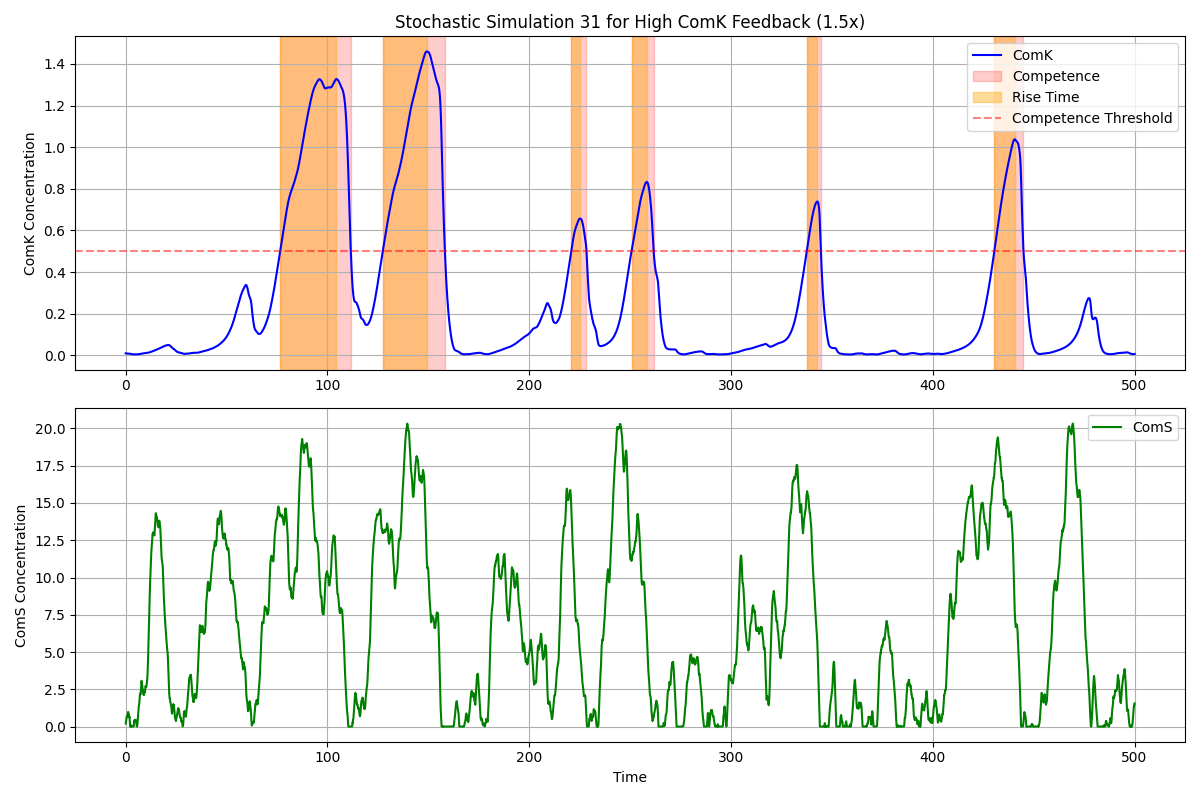 Stochastic Simulation 31 for High ComK Feedback (1.5x)
ComK Concentration
1.4
1.2
1.0
0.8
0.6
0.4
0.2
0.0
ComK
Competence
Rise Time
Competence Threshold
0 100 200 300 400 500
ComS Concentration
20.0
17.5
15.0
12.5
10.0
7.5
5.0
2.5
0.0
ComS
0 100 200 300 400 500
Time